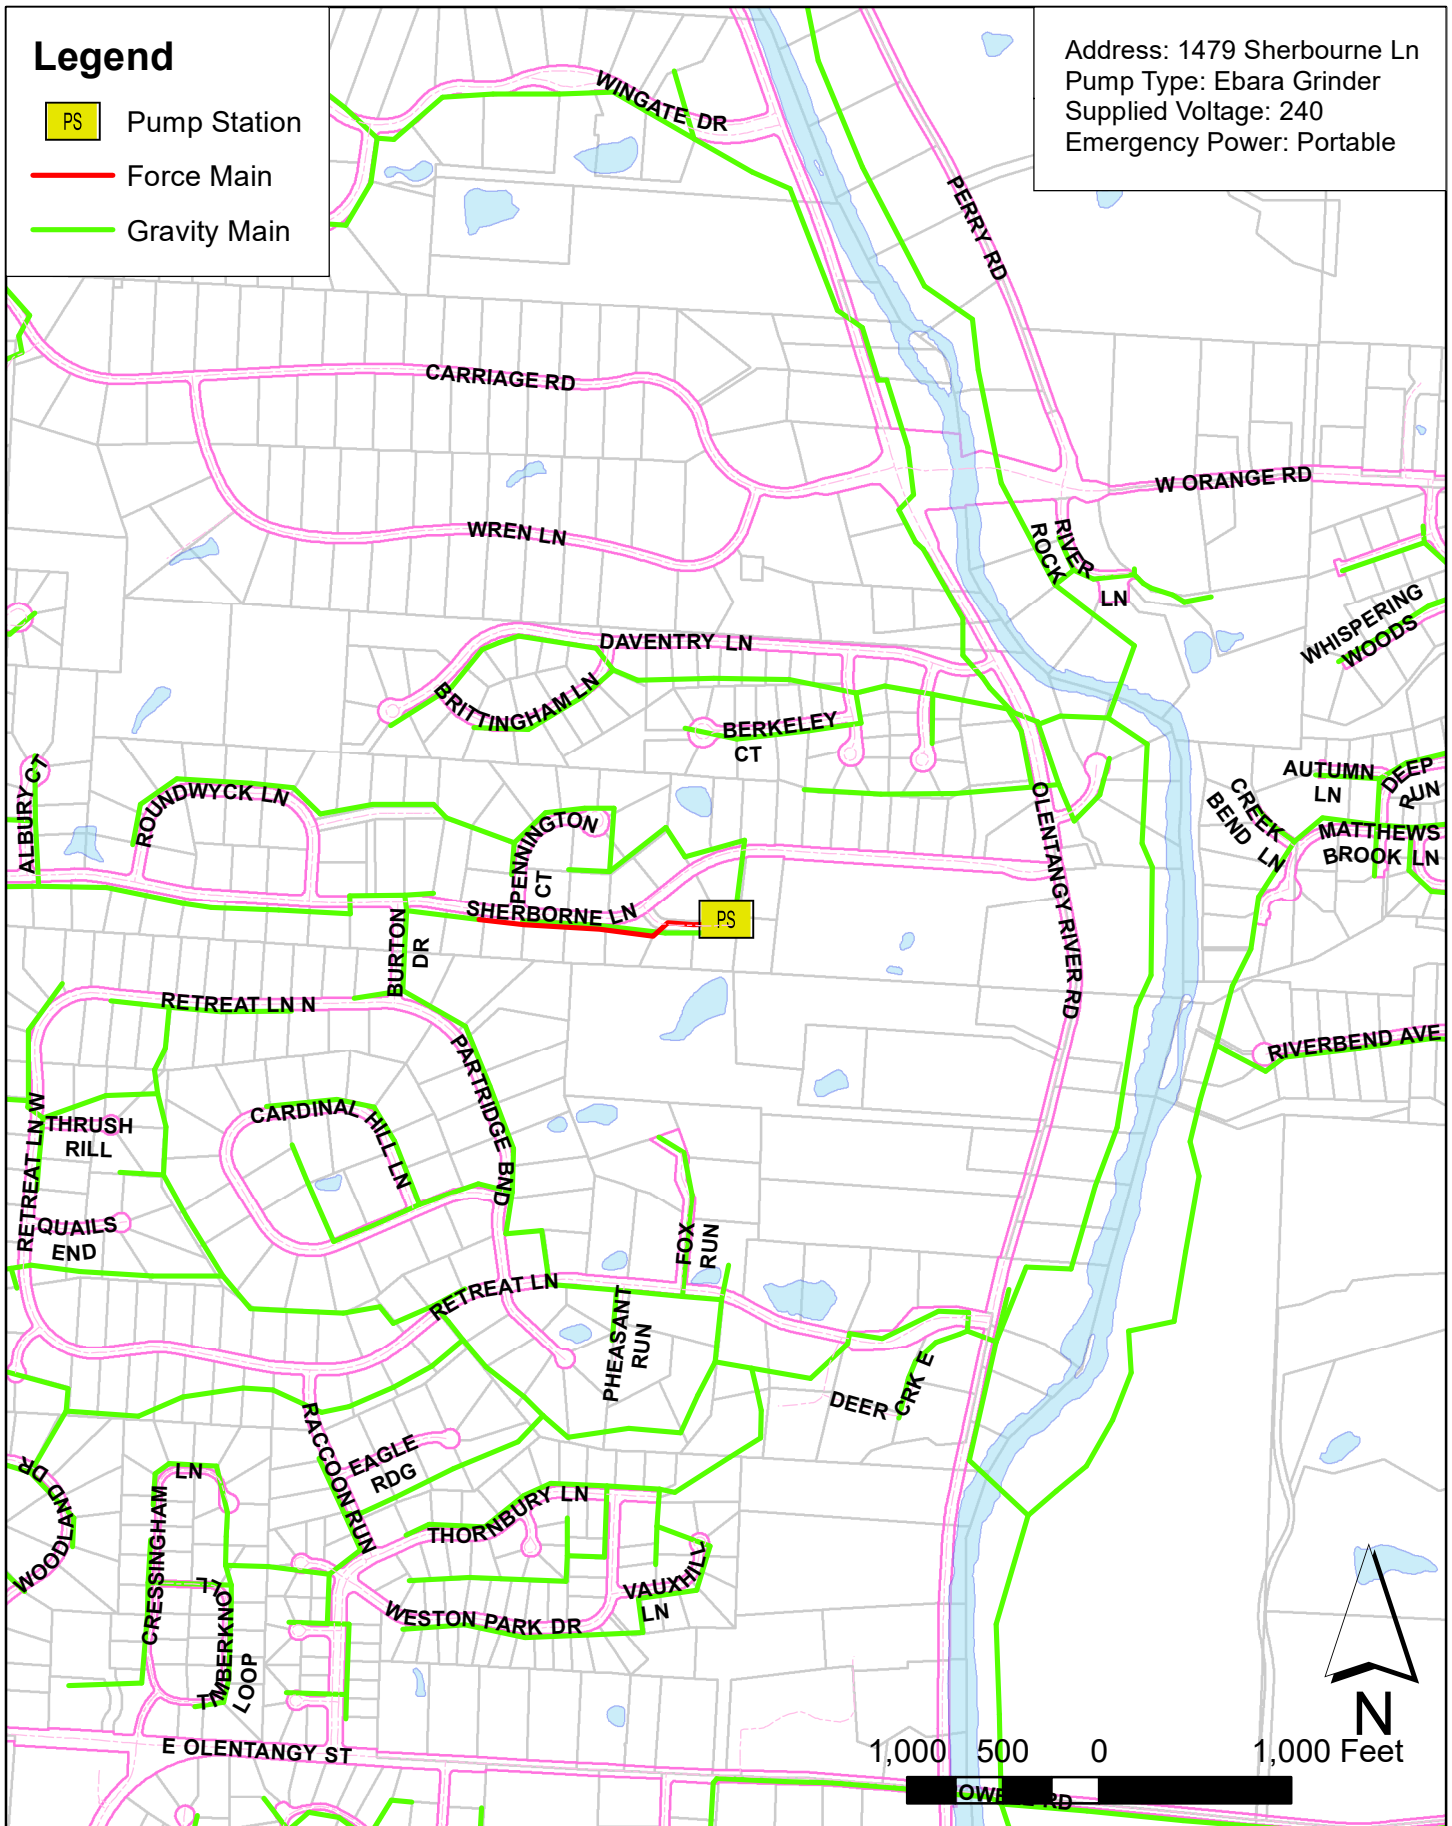 Legend
PS Pump Station
Force Main
Gravity Main
Address: 1479 Sherbourne Ln
Pump Type: Ebara Grinder
Supplied Voltage: 240
Emergency Power: Portable
WINGATE DR
PERRY RD
CARRIAGE RD
W ORANGE RD
WREN LN
RIVER
ROCK
LN
WHISPERING
WOODS
DAVENTRY LN
BRITTINGHAM LN
BERKELEY
CT
ALBURY CT
ROUNDWYCK LN
AUTUMN
LN
DEEP
RUN
CREEK
BEND LN
MATTHEWS
BROOK LN
OLENTANGY RIVER RD
PENNINGTON
CT
SHERBORNE LN
PS
BURTON
DR
RETREAT LN N
RIVERBEND AVE
PARTRIDGE BND
CARDINAL HILL LN
THRUSH
RILL
RETREAT LN W
QUAILS
END
FOX
RUN
RETREAT LN
PHEASANT
RUN
DEER CRK E
RACCOON RUN
EAGLE
RDG
WOODLAND DR
LN
CRESSINGHAM
THORNBURY LN
VAUXHILL
LN
TIMBERKNOLL
LOOP
WESTON PARK DR
E OLENTANGY ST
N
1,000 500 0 1,000 Feet
OWELL RD